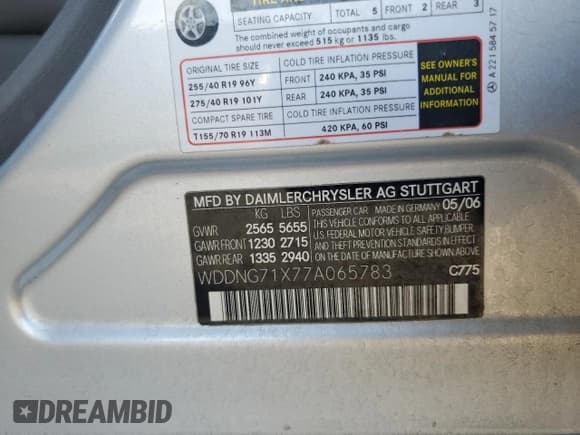 TIRE AND
SEATING CAPACITY TOTAL 5 FRONT 2 REAR 3
The combined weight of occupants and cargo
should never exceed 515 kg or 1135 lbs.
ORIGINAL TIRE SIZE COLD TIRE INFLATION PRESSURE
255/40 R19 96Y FRONT 240 KPA, 35 PSI
275/40 R19 101Y REAR 240 KPA, 35 PSI
COMPACT SPARE TIRE COLD TIRE INFLATION PRESSURE
T155/70 R19 113M 420 KPA, 60 PSI
SEE OWNER'S
MANUAL FOR
ADDITIONAL
INFORMATION
A 221 584 57 17
MFD BY DAIMLERCHRYSLER AG STUTTGART
KG LBS PASSENGER CAR MADE IN GERMANY 05/06
GVWR 2565 5655 THIS VEHICLE CONFORMS TO ALL APPLICABLE
GAWR FRONT 1230 2715 U.S. FEDERAL MOTOR VEHICLE SAFETY BUMPER
GAWR REAR 1335 2940 AND THEFT PREVENTION STANDARDS IN EFFECT
ON THE DATE OF MANUFACTURE SHOWN ABOVE.
WDDNG71X77A065783 C775
DREAMBID